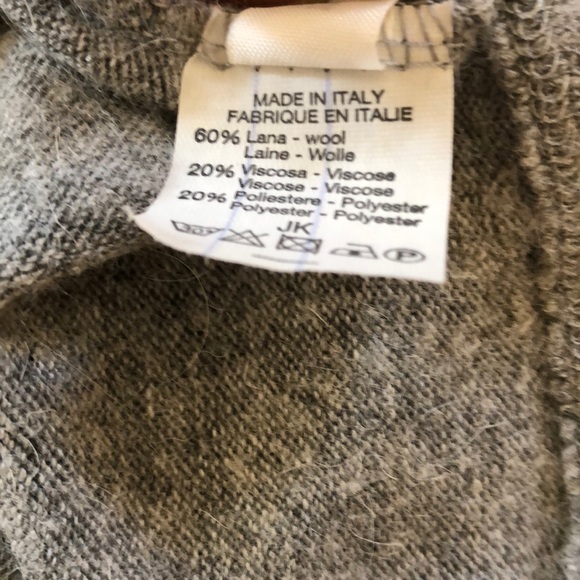 MADE IN ITALY
FABRIQUE EN ITALIE
60% Lana - wool
Laine - Wolle
20% Viscosa - Viscose
Viscose - Viscose
20% Poliestere - Polyester
Polyester - Polyester
JK
30° P